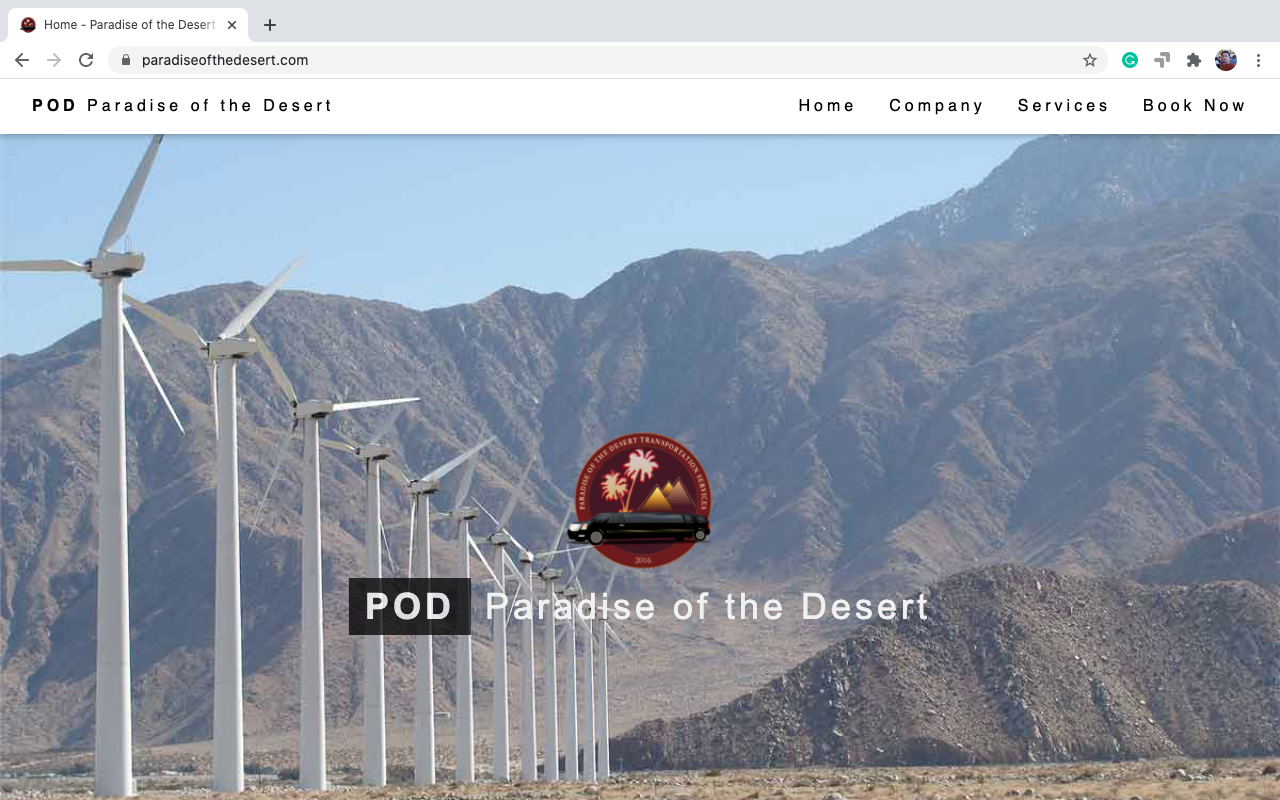 Home - Paradise of the Desert
paradiseofthedesert.com
POD Paradise of the Desert
Home Company Services Book Now
PARADISE OF THE DESERT TRANSPORTATION SERVICES
2016
POD Paradise of the Desert